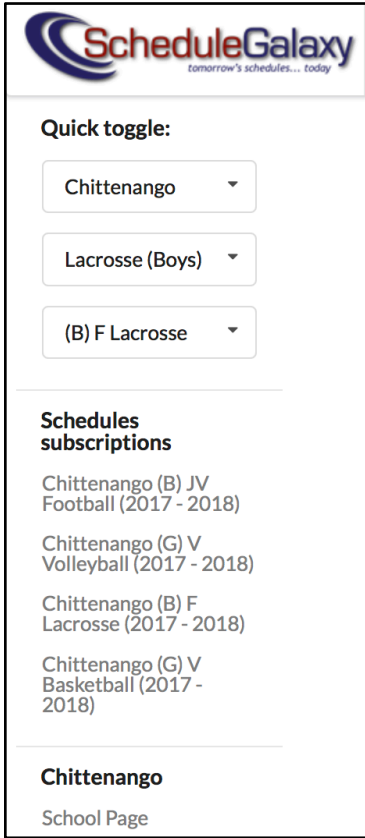 ScheduleGalaxy
tomorrow's schedules... today
Quick toggle:
Chittenango
Lacrosse (Boys)
(B) F Lacrosse
Schedules
subscriptions
Chittenango (B) JV
Football (2017 - 2018)
Chittenango (G) V
Volleyball (2017 - 2018)
Chittenango (B) F
Lacrosse (2017 - 2018)
Chittenango (G) V
Basketball (2017 -
2018)
Chittenango
School Page